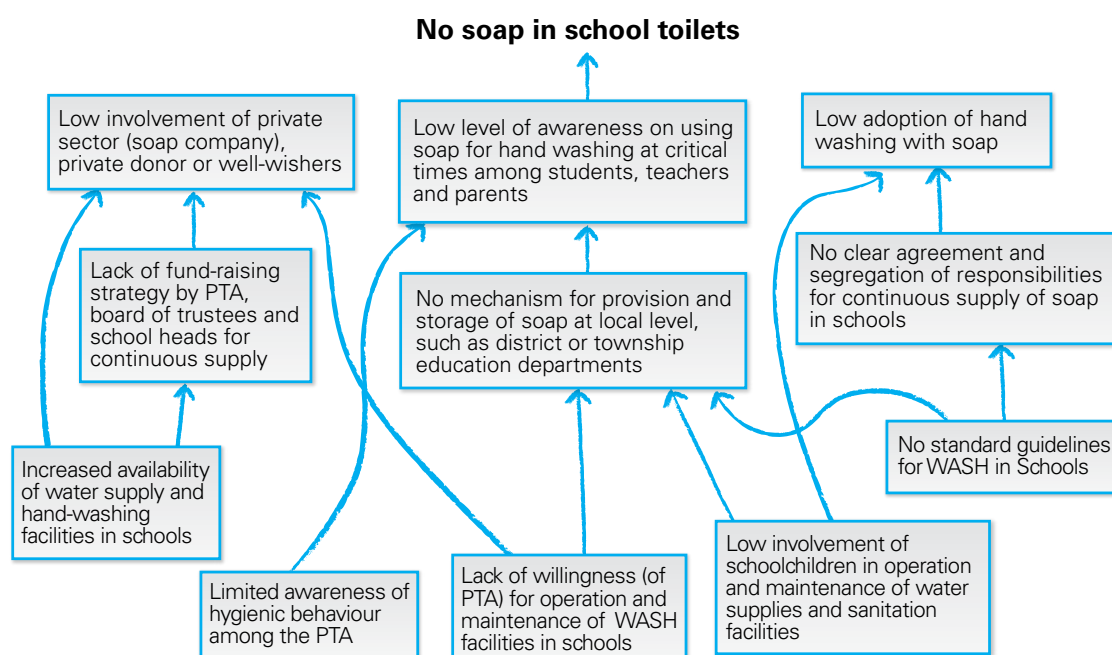 No soap in school toilets
Low involvement of private
sector (soap company),
private donor or well-wishers
Low level of awareness on using
soap for hand washing at critical
times among students, teachers
and parents
Low adoption of hand
washing with soap
Lack of fund-raising
strategy by PTA,
board of trustees and
school heads for
continuous supply
No mechanism for provision and
storage of soap at local level,
such as district or township
education departments
No clear agreement and
segregation of responsibilities
for continuous supply of soap
in schools
Increased availability
of water supply and
hand-washing
facilities in schools
No standard guidelines
for WASH in Schools
Limited awareness of
hygienic behaviour
among the PTA
Lack of willingness (of
PTA) for operation and
maintenance of WASH
facilities in schools
Low involvement of
schoolchildren in operation
and maintenance of water
supplies and sanitation
facilities